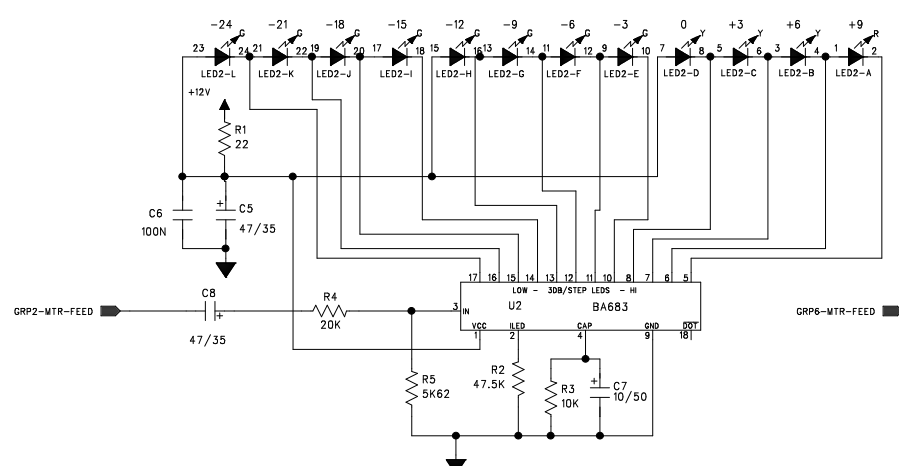 -24 -21 -18 -15 -12 -9 -6 -3 0 +3 +6 +9
G G G G G G G G Y Y Y R
23 24 21 22 19 20 17 18 15 16 13 14 11 12 9 10 7 8 5 6 3 4 1 2
LED2-L LED2-K LED2-J LED2-I LED2-H LED2-G LED2-F LED2-E LED2-D LED2-C LED2-B LED2-A
+12V
R1
22
C6
100N
+ C5
47/35
17 16 15 14 13 12 11 10 8 7 6 5
LOW - 3DB/STEP LEDS - HI
GRP2-MTR-FEED
C8
+
47/35
R4
20K
3 IN
U2 BA683
GRP6-MTR-FEED
VCC ILED CAP GND DOT
1 2 4 9 18
R5
5K62
R2
47.5K
R3
10K
+ C7
10/50